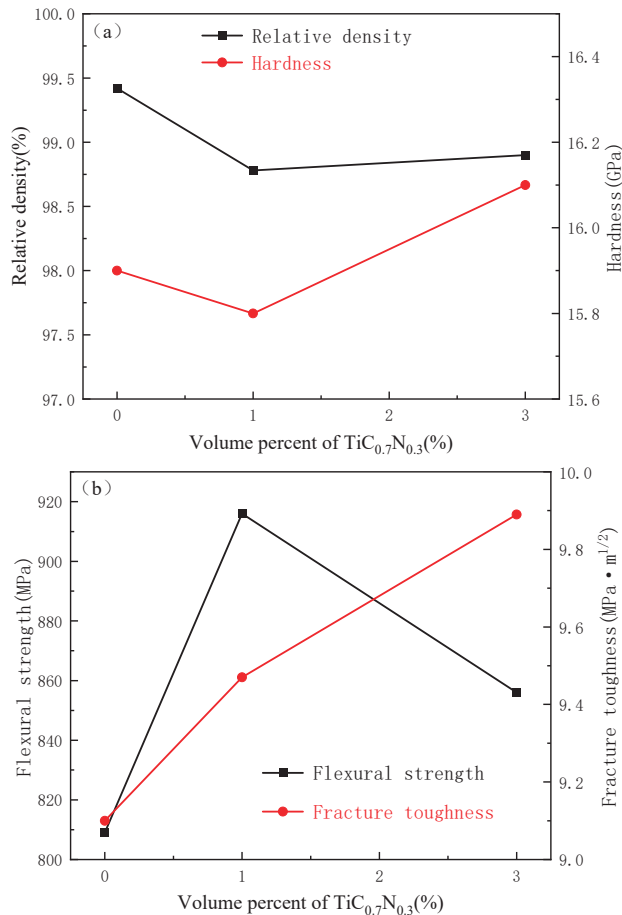 (a)
Relative density
Hardness
100.0
99.5
99.0
98.5
98.0
97.5
97.0
Relative density(%)
16.4
16.2
16.0
15.8
15.6
Hardness(GPa)
0 1 2 3
Volume percent of TiC0.7N0.3(%)
(b)
920
900
880
860
840
820
800
Flexural strength(MPa)
10.0
9.8
9.6
9.4
9.2
9.0
Fracture toughness(MPa·m1/2)
Flexural strength
Fracture toughness
0 1 2 3
Volume percent of TiC0.7N0.3(%)